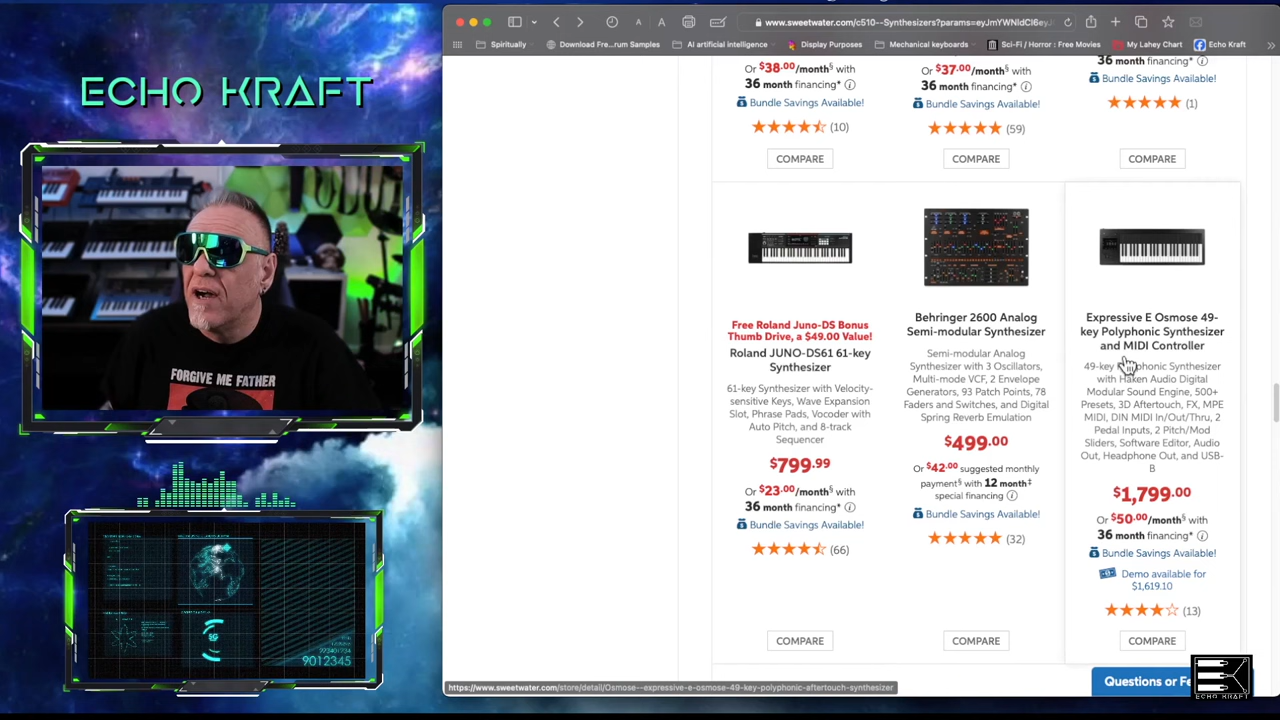 ECHO KRAFT
FORGIVE ME FATHER
9012345
www.sweetwater.com/c510--Synthesizers?params=eyJmYWNldCI6eyJ
Spiritually
Download Fre...rum Samples
AI artificial intelligence
Display Purposes
Mechanical keyboards
Sci-Fi / Horror : Free Movies
My Lahey Chart
Echo Kraft
Or $38.00/month§ with
36 month financing*
Bundle Savings Available!
(10)
COMPARE
Or $37.00/month§ with
36 month financing*
Bundle Savings Available!
(59)
COMPARE
36 month financing*
Bundle Savings Available!
(1)
COMPARE
Free Roland Juno-DS Bonus
Thumb Drive, a $49.00 Value!
Roland JUNO-DS61 61-key
Synthesizer
61-key Synthesizer with Velocity-
sensitive Keys, Wave Expansion
Slot, Phrase Pads, Vocoder with
Auto Pitch, and 8-track
Sequencer
$799.99
Or $23.00/month§ with
36 month financing*
Bundle Savings Available!
(66)
COMPARE
Behringer 2600 Analog
Semi-modular Synthesizer
Semi-modular Analog
Synthesizer with 3 Oscillators,
Multi-mode VCF, 2 Envelope
Generators, 93 Patch Points, 78
Faders and Switches, and Digital
Spring Reverb Emulation
$499.00
Or $42.00 suggested monthly
payment§ with 12 month‡
special financing
Bundle Savings Available!
(32)
COMPARE
Expressive E Osmose 49-
key Polyphonic Synthesizer
and MIDI Controller
49-key Polyphonic Synthesizer
with Haken Audio Digital
Modular Sound Engine, 500+
Presets, 3D Aftertouch, FX, MPE
MIDI, DIN MIDI In/Out/Thru, 2
Pedal Inputs, 2 Pitch/Mod
Sliders, Software Editor, Audio
Out, Headphone Out, and USB-
B
$1,799.00
Or $50.00/month§ with
36 month financing*
Bundle Savings Available!
Demo available for
$1,619.10
(13)
COMPARE
Questions or Fe
https://www.sweetwater.com/store/detail/Osmose--expressive-e-osmose-49-key-polyphonic-aftertouch-synthesizer
ECHO KRAFT